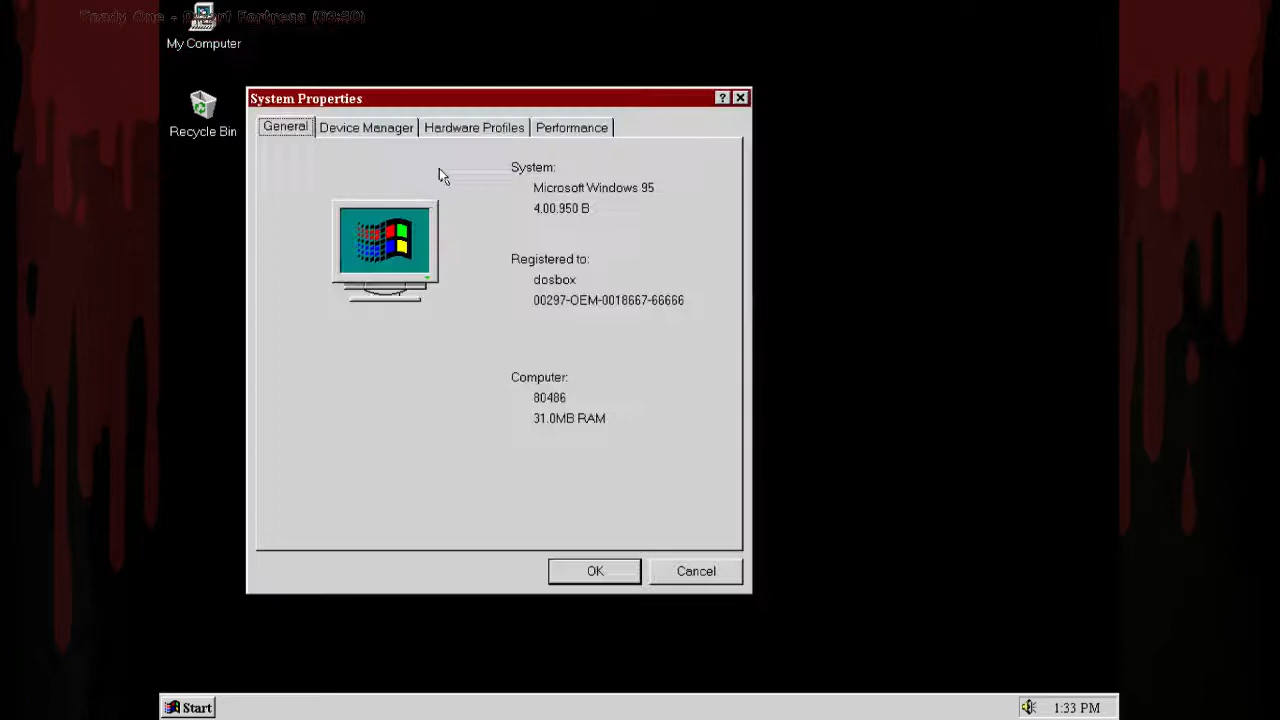 My Computer
Recycle Bin
System Properties
General
Device Manager
Hardware Profiles
Performance
System:
Microsoft Windows 95
4.00.950 B
Registered to:
dosbox
00297-OEM-0018667-66666
Computer:
80486
31.0MB RAM
OK
Cancel
Start
1:33 PM